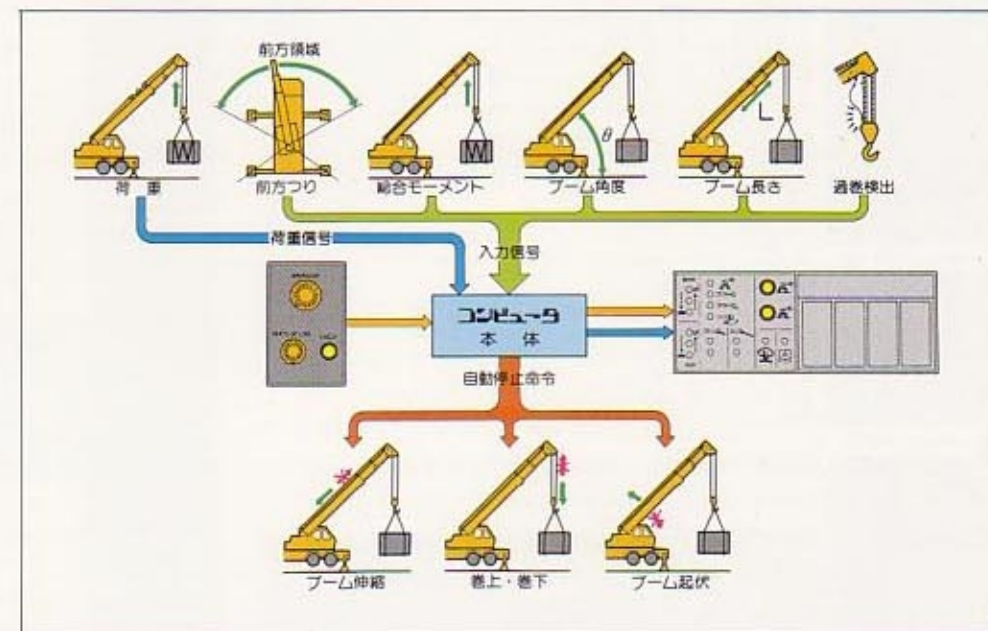 前方領域
W
W
θ
L
荷 重
前方つり
総合モーメント
ブーム角度
ブーム長さ
過巻検出
荷重信号
入力信号
コンピュータ
本 体
自動停止命令
ブーム伸縮
巻上・巻下
ブーム起伏